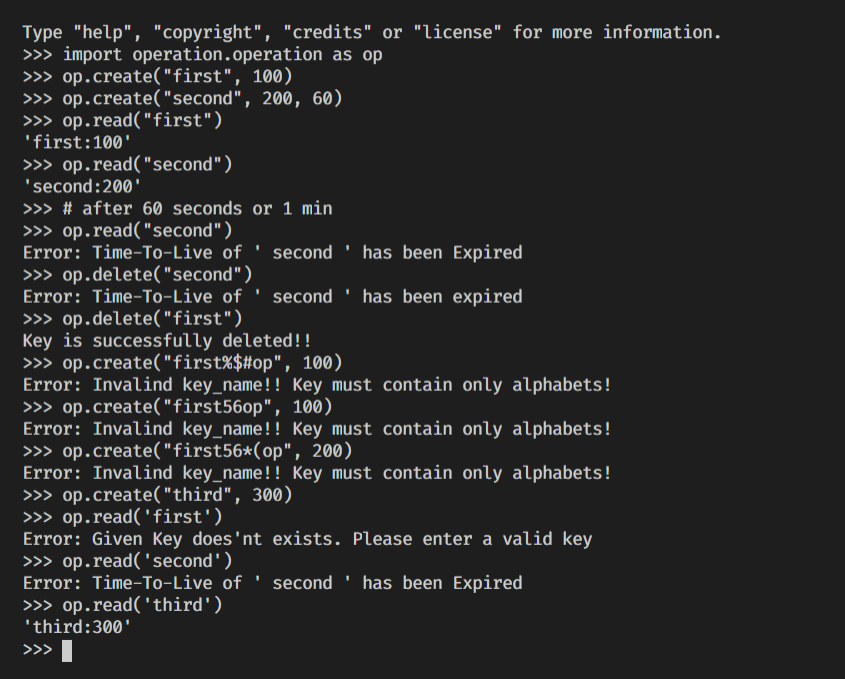 Type "help", "copyright", "credits" or "license" for more information.
>>> import operation.operation as op
>>> op.create("first", 100)
>>> op.create("second", 200, 60)
>>> op.read("first")
'first:100'
>>> op.read("second")
'second:200'
>>> # after 60 seconds or 1 min
>>> op.read("second")
Error: Time-To-Live of ' second ' has been Expired
>>> op.delete("second")
Error: Time-To-Live of ' second ' has been expired
>>> op.delete("first")
Key is successfully deleted!!
>>> op.create("first%$#op", 100)
Error: Invalind key_name!! Key must contain only alphabets!
>>> op.create("first56op", 100)
Error: Invalind key_name!! Key must contain only alphabets!
>>> op.create("first56*(op", 200)
Error: Invalind key_name!! Key must contain only alphabets!
>>> op.create("third", 300)
>>> op.read('first')
Error: Given Key does'nt exists. Please enter a valid key
>>> op.read('second')
Error: Time-To-Live of ' second ' has been Expired
>>> op.read('third')
'third:300'
>>>